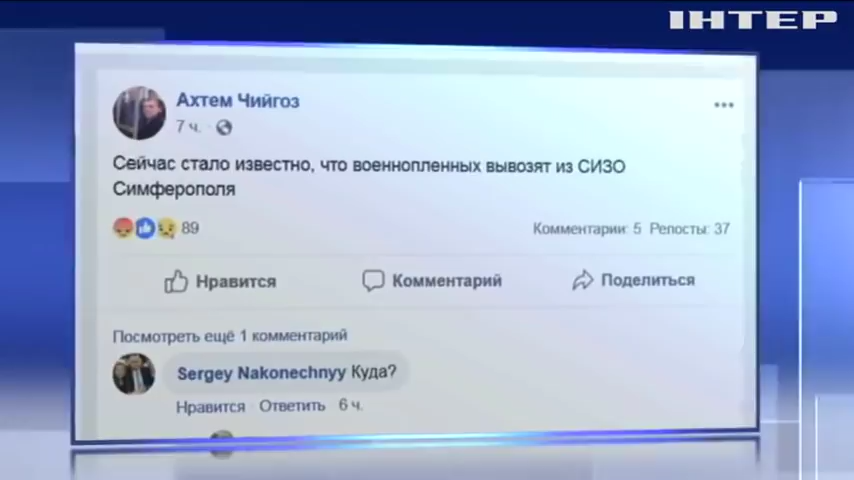 ІНТЕР
Ахтем Чийгоз
7 ч.
Сейчас стало известно, что военнопленных вывозят из СИЗО
Симферополя
89
Комментарии: 5 Репосты: 37
Нравится Комментарий Поделиться
Посмотреть ещё 1 комментарий
Sergey Nakonechnyy Куда?
Нравится Ответить 6 ч.